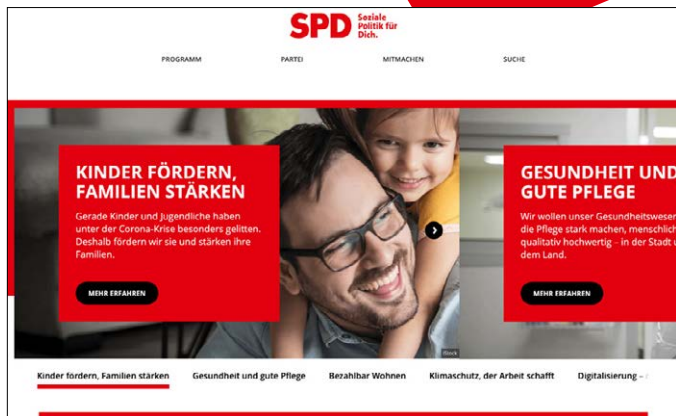 SPD Soziale
Politik für
Dich.
PROGRAMM PARTEI MITMACHEN SUCHE
KINDER FÖRDERN,
FAMILIEN STÄRKEN
Gerade Kinder und Jugendliche haben
unter der Corona-Krise besonders gelitten.
Deshalb fördern wir sie und stärken ihre
Familien.
MEHR ERFAHREN
GESUNDHEIT UND
GUTE PFLEGE
Wir wollen unser Gesundheitswesen
die Pflege stark machen, menschlich
qualitativ hochwertig – in der Stadt u
dem Land.
MEHR ERFAHREN
iStock
Kinder fördern, Familien stärken Gesundheit und gute Pflege Bezahlbar Wohnen Klimaschutz, der Arbeit schafft Digitalisierung –